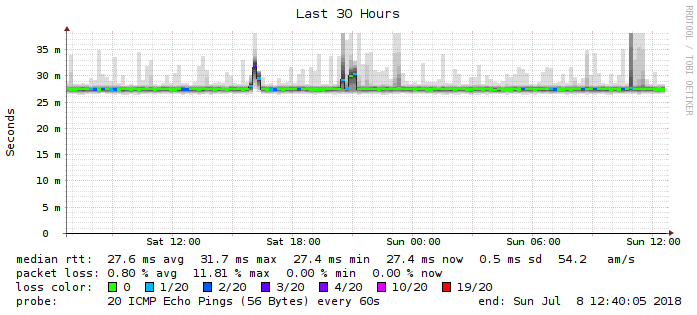 Last 30 Hours
RRDTOOL / TOBI OETIKER
Seconds
35 m
30 m
25 m
20 m
15 m
10 m
5 m
0
Sat 12:00 Sat 18:00 Sun 00:00 Sun 06:00 Sun 12:00
median rtt: 27.6 ms avg 31.7 ms max 27.4 ms min 27.4 ms now 0.5 ms sd 54.2 am/s
packet loss: 0.80 % avg 11.81 % max 0.00 % min 0.00 % now
loss color: 0 1/20 2/20 3/20 4/20 10/20 19/20
probe: 20 ICMP Echo Pings (56 Bytes) every 60s end: Sun Jul 8 12:40:05 2018